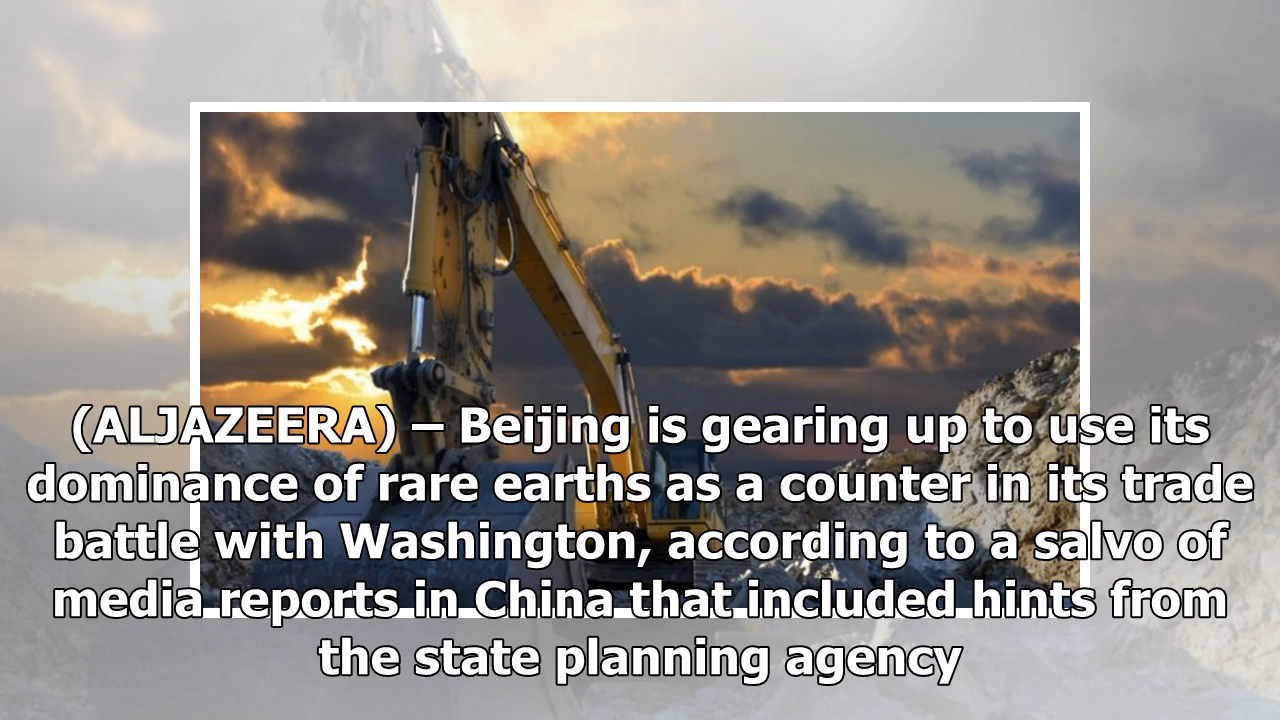 (ALJAZEERA) – Beijing is gearing up to use its
dominance of rare earths as a counter in its trade
battle with Washington, according to a salvo of
media reports in China that included hints from
the state planning agency